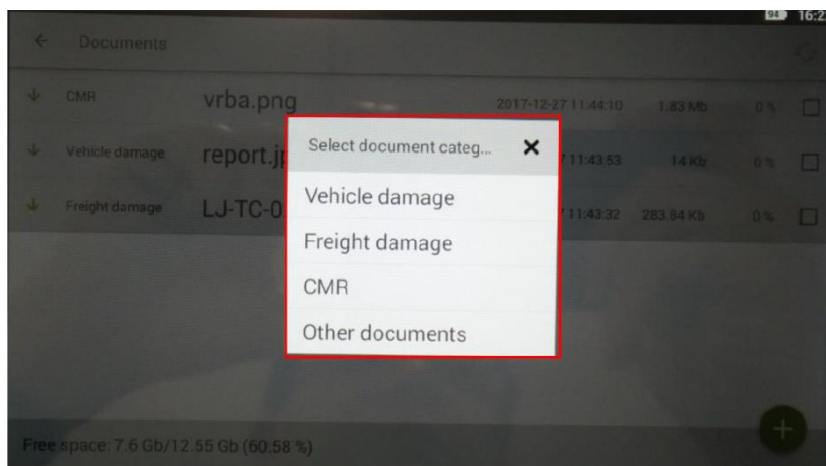 94 16:2
Documents
CMR vrba.png 2017-12-27 11:44:10 1.83 Mb 0 %
Select document categ...
Vehicle damage report.jp 7 11:43:53 14 Kb 0 %
Vehicle damage
Freight damage LJ-TC-0 11:43:32 283.84 Kb 0 %
Freight damage
CMR
Other documents
Free space: 7.6 Gb/12.55 Gb (60.58 %)